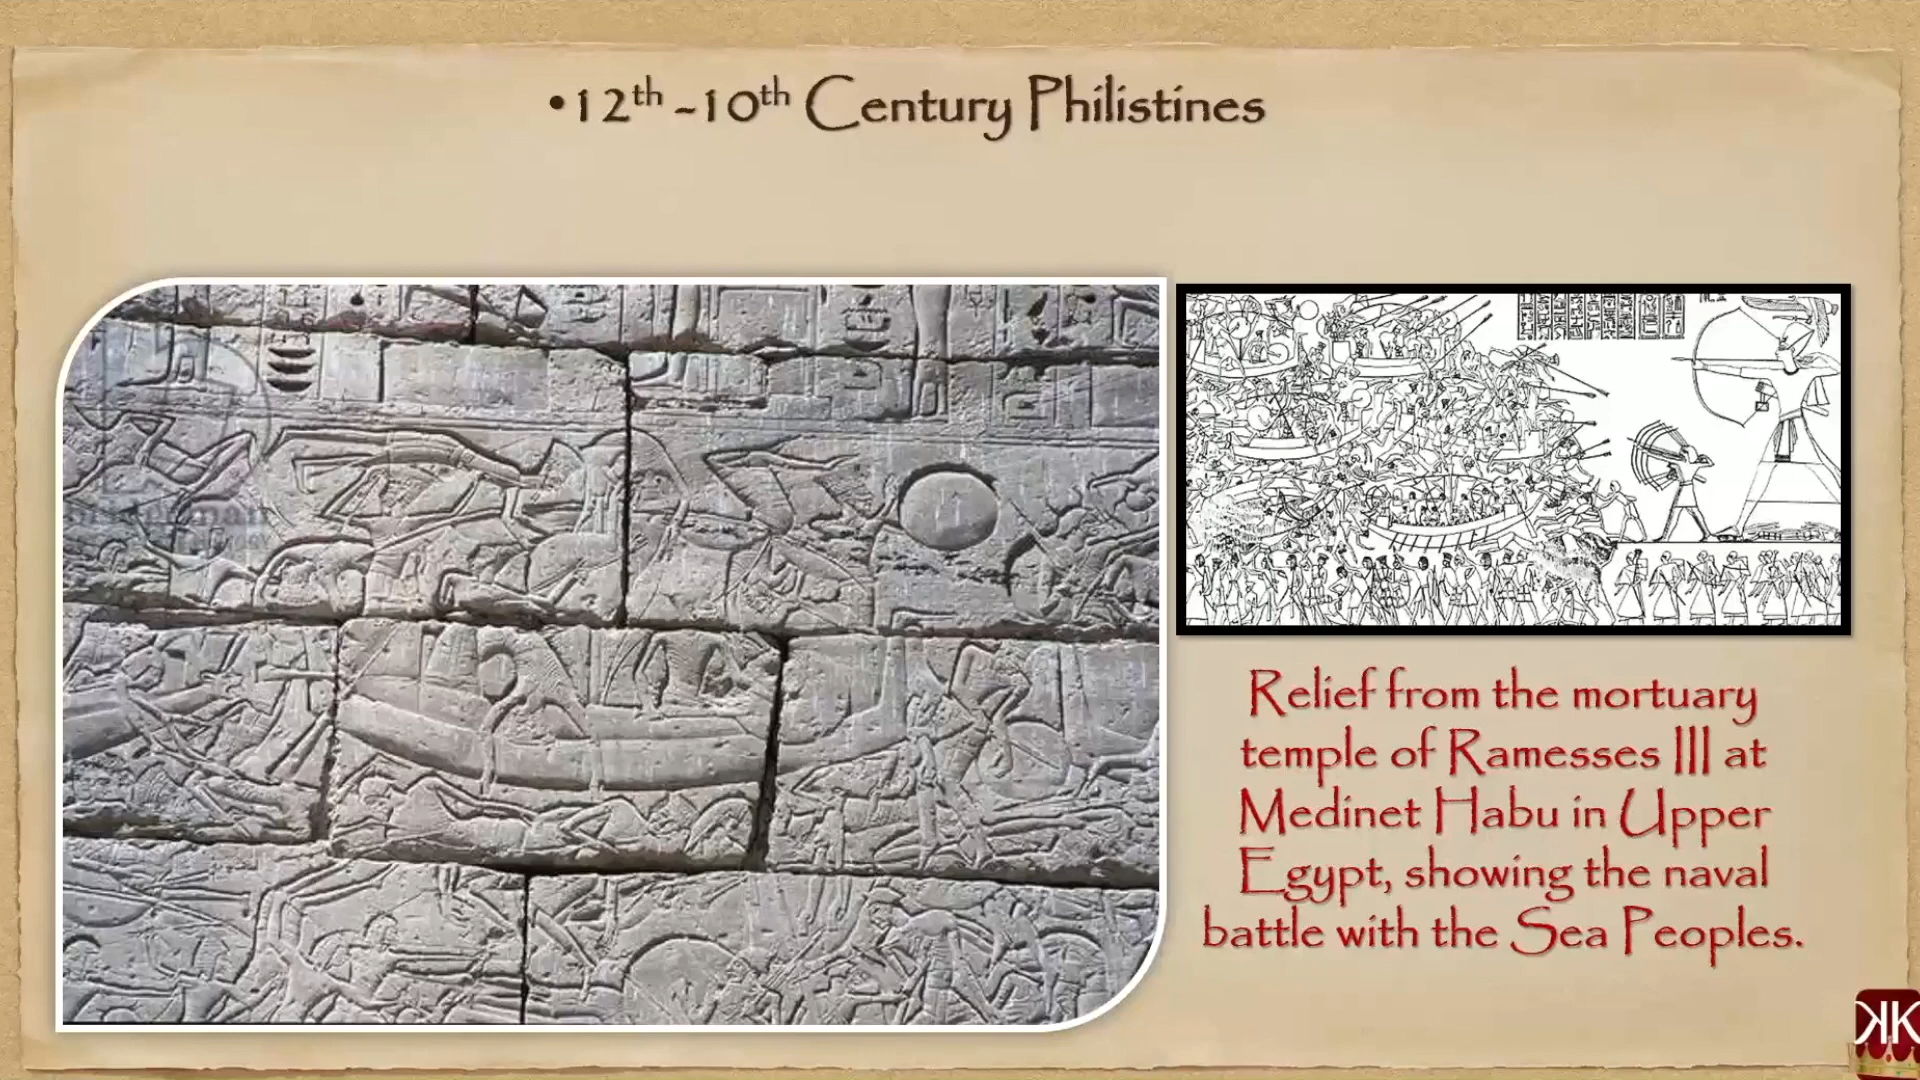 •12th -10th Century Philistines
Relief from the mortuary
temple of Ramesses III at
Medinet Habu in Upper
Egypt, showing the naval
battle with the Sea Peoples.
KK